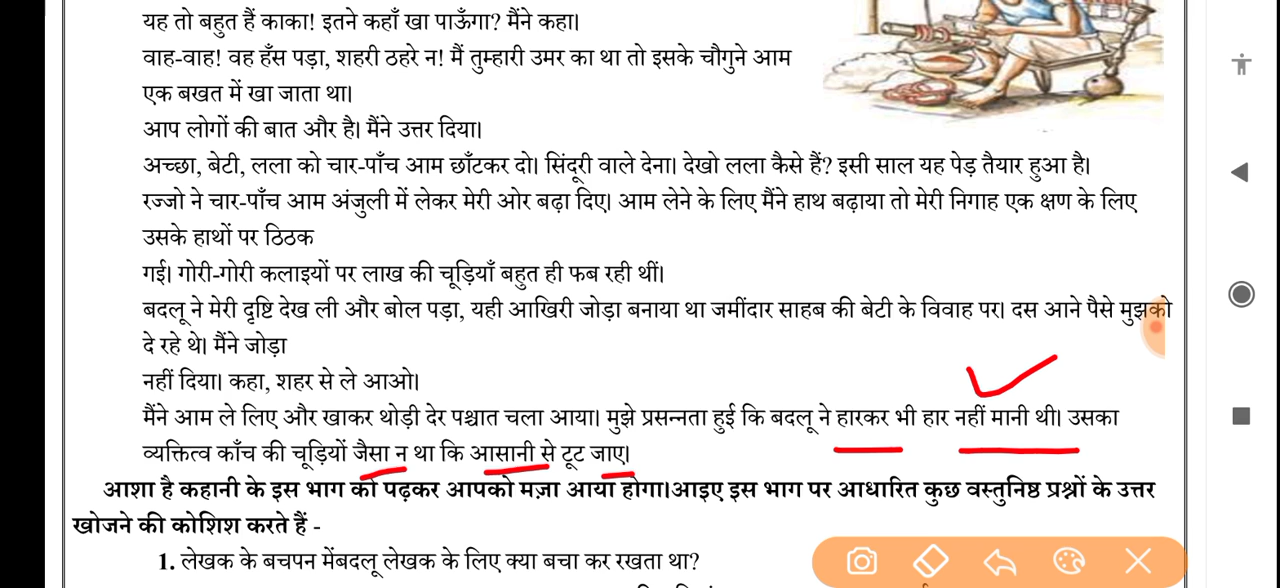 यह तो बहुत हैं काका! इतने कहाँ खा पाऊँगा? मैंने कहा।
वाह-वाह! वह हँस पड़ा, शहरी ठहरे न! मैं तुम्हारी उमर का था तो इसके चौगुने आम
एक बखत में खा जाता था।
आप लोगों की बात और है। मैंने उत्तर दिया।
अच्छा, बेटी, लला को चार-पाँच आम छाँटकर दो। सिंदूरी वाले देना। देखो लला कैसे हैं? इसी साल यह पेड़ तैयार हुआ है।
रज्जो ने चार-पाँच आम अंजुली में लेकर मेरी ओर बढ़ा दिए। आम लेने के लिए मैंने हाथ बढ़ाया तो मेरी निगाह एक क्षण के लिए
उसके हाथों पर ठिठक
गई। गोरी-गोरी कलाइयों पर लाख की चूड़ियाँ बहुत ही फब रही थीं।
बदलू ने मेरी दृष्टि देख ली और बोल पड़ा, यही आखिरी जोड़ा बनाया था जमींदार साहब की बेटी के विवाह पर। दस आने पैसे मुझको
दे रहे थे। मैंने जोड़ा
नहीं दिया। कहा, शहर से ले आओ।
मैंने आम ले लिए और खाकर थोड़ी देर पश्चात चला आया। मुझे प्रसन्नता हुई कि बदलू ने हारकर भी हार नहीं मानी थी। उसका
व्यक्तित्व काँच की चूड़ियों जैसा न था कि आसानी से टूट जाए।
आशा है कहानी के इस भाग को पढ़कर आपको मज़ा आया होगा।आइए इस भाग पर आधारित कुछ वस्तुनिष्ठ प्रश्नों के उत्तर
खोजने की कोशिश करते हैं -
1. लेखक के बचपन मेंबदलू लेखक के लिए क्या बचा कर रखता था?